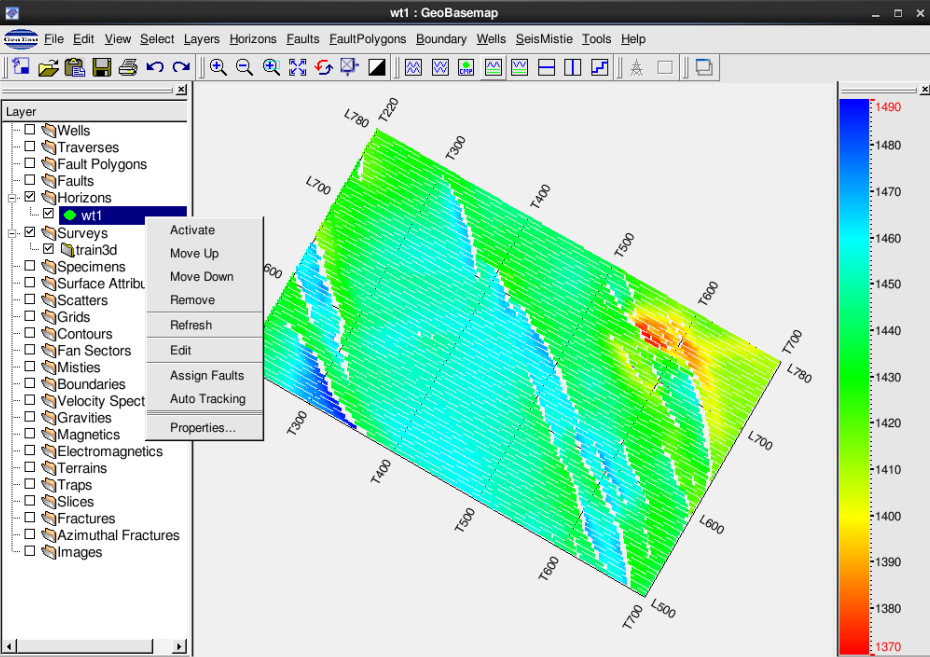 wt1 : GeoBasemap
Geo East File Edit View Select Layers Horizons Faults FaultPolygons Boundary Wells SeisMistie Tools Help
CMP
Layer
Wells
Traverses
Fault Polygons
Faults
Horizons
wt1
Surveys
train3d
Specimens
Surface Attribu
Scatters
Grids
Contours
Fan Sectors
Misties
Boundaries
Velocity Spect
Gravities
Magnetics
Electromagnetics
Terrains
Traps
Slices
Fractures
Azimuthal Fractures
Images
Activate
Move Up
Move Down
Remove
Refresh
Edit
Assign Faults
Auto Tracking
Properties...
L780
T220
T300
L700
T400
T500
600
T600
T700
L780
T300
L700
T400
T500
L600
T600
L500
T700
1490
1480
1470
1460
1450
1440
1430
1420
1410
1400
1390
1380
1370